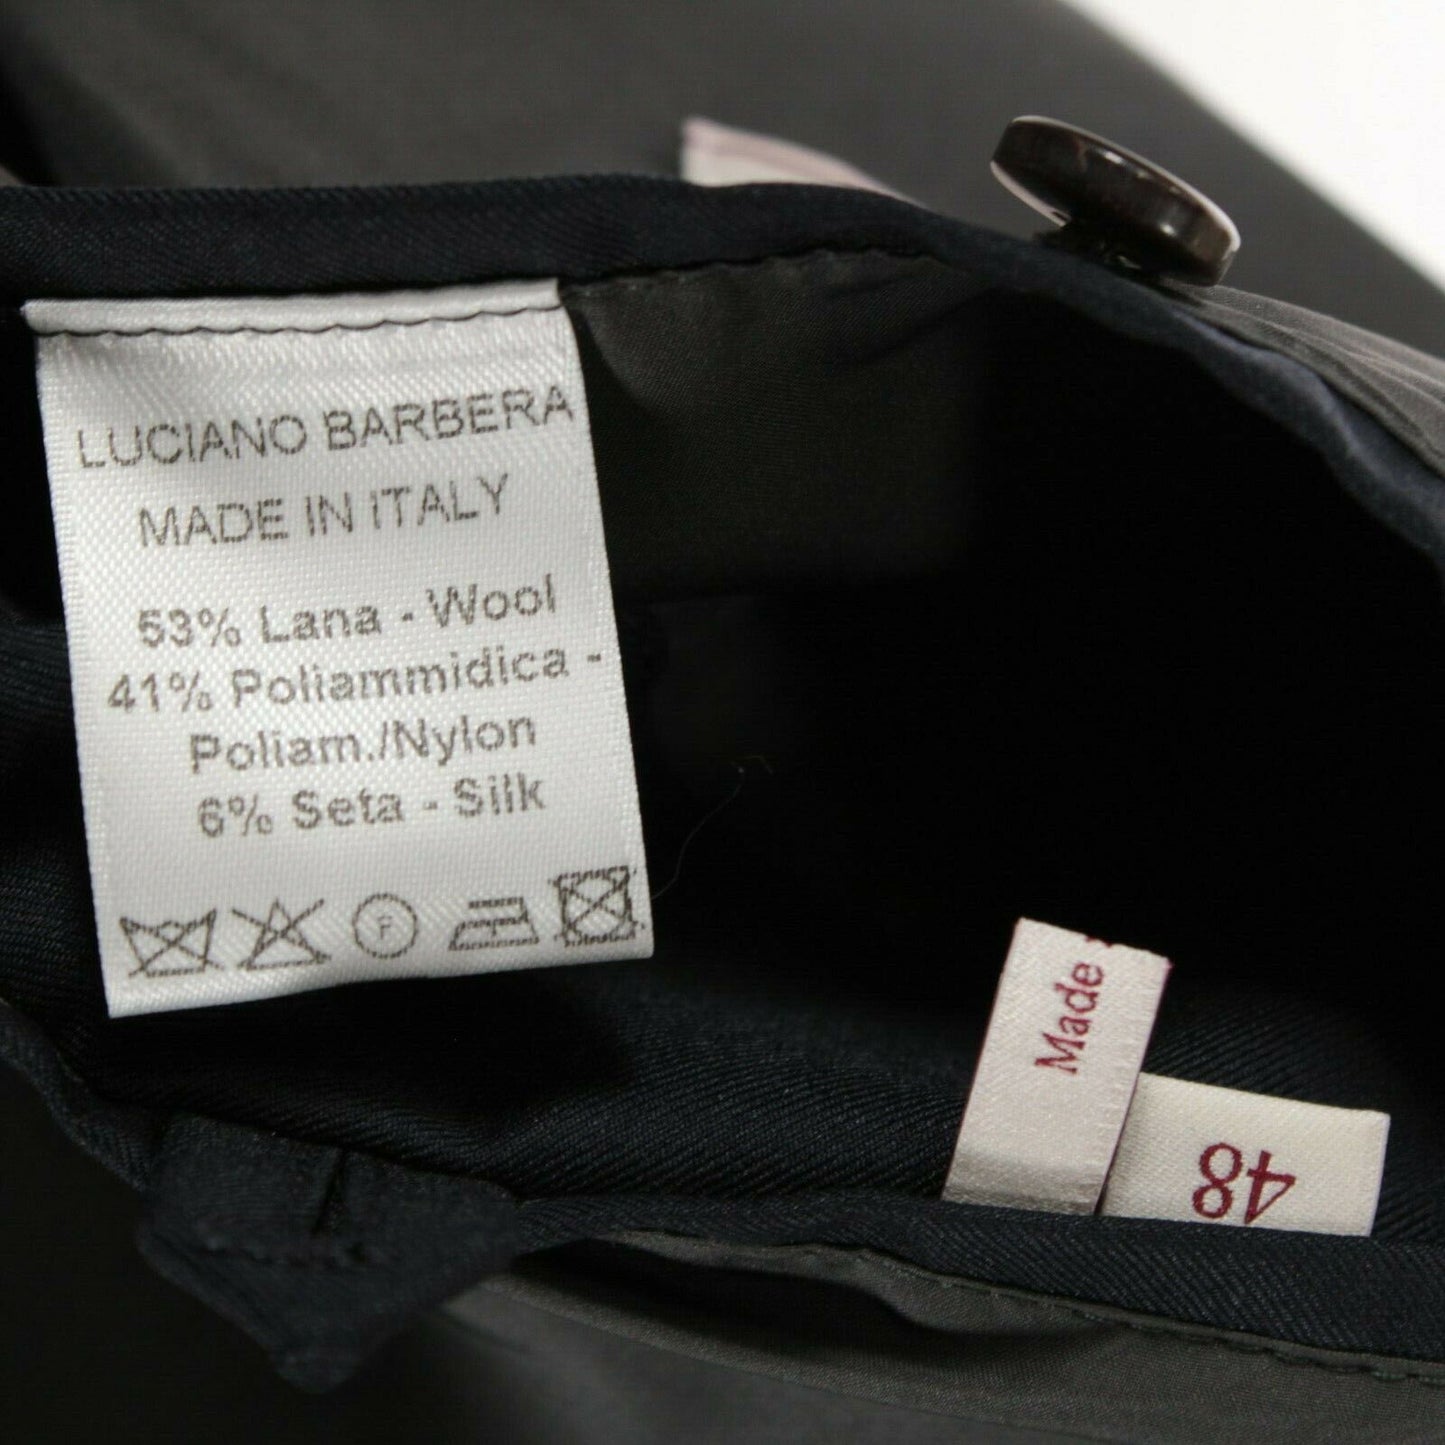 LUCIANO BARBERA
MADE IN ITALY
53% Lana - Wool
41% Poliammidica -
Poliam./Nylon
6% Seta - Silk
F
Made
48